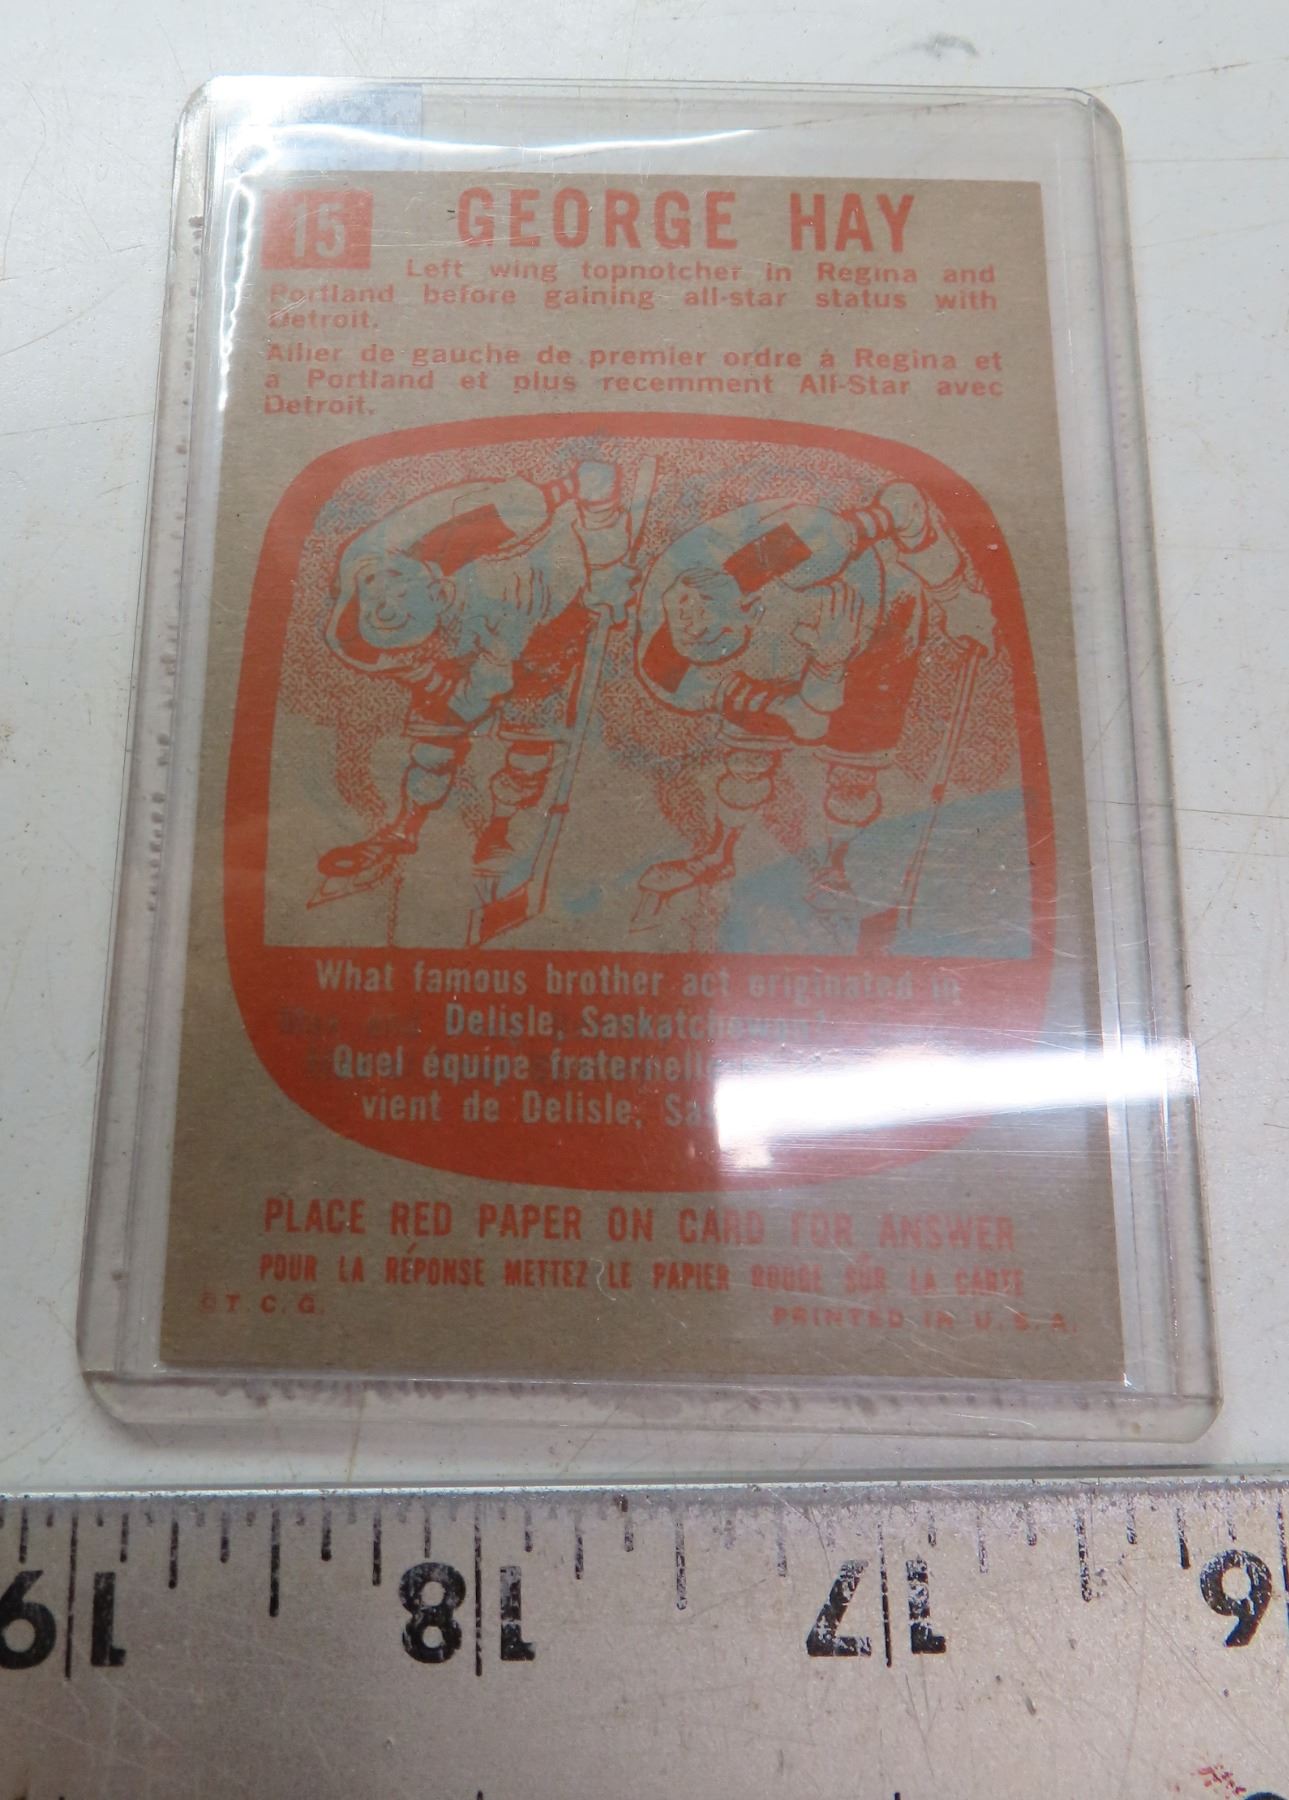 15
GEORGE HAY
Left wing topnotcher in Regina and
Portland before gaining all-star status with
Detroit.
Ailier de gauche de premier ordre à Regina et
a Portland et plus recemment All-Star avec
Detroit.
What famous brother act originated in
Delisle, Saskatchewan?
Quel équipe fraternelle
vient de Delisle,
PLACE RED PAPER ON CARD FOR ANSWER
POUR LA RÉPONSE METTEZ LE PAPIER ROUGE SUR LA CARTE
© T. C. G.
PRINTED IN U. S. A.
19
18
17